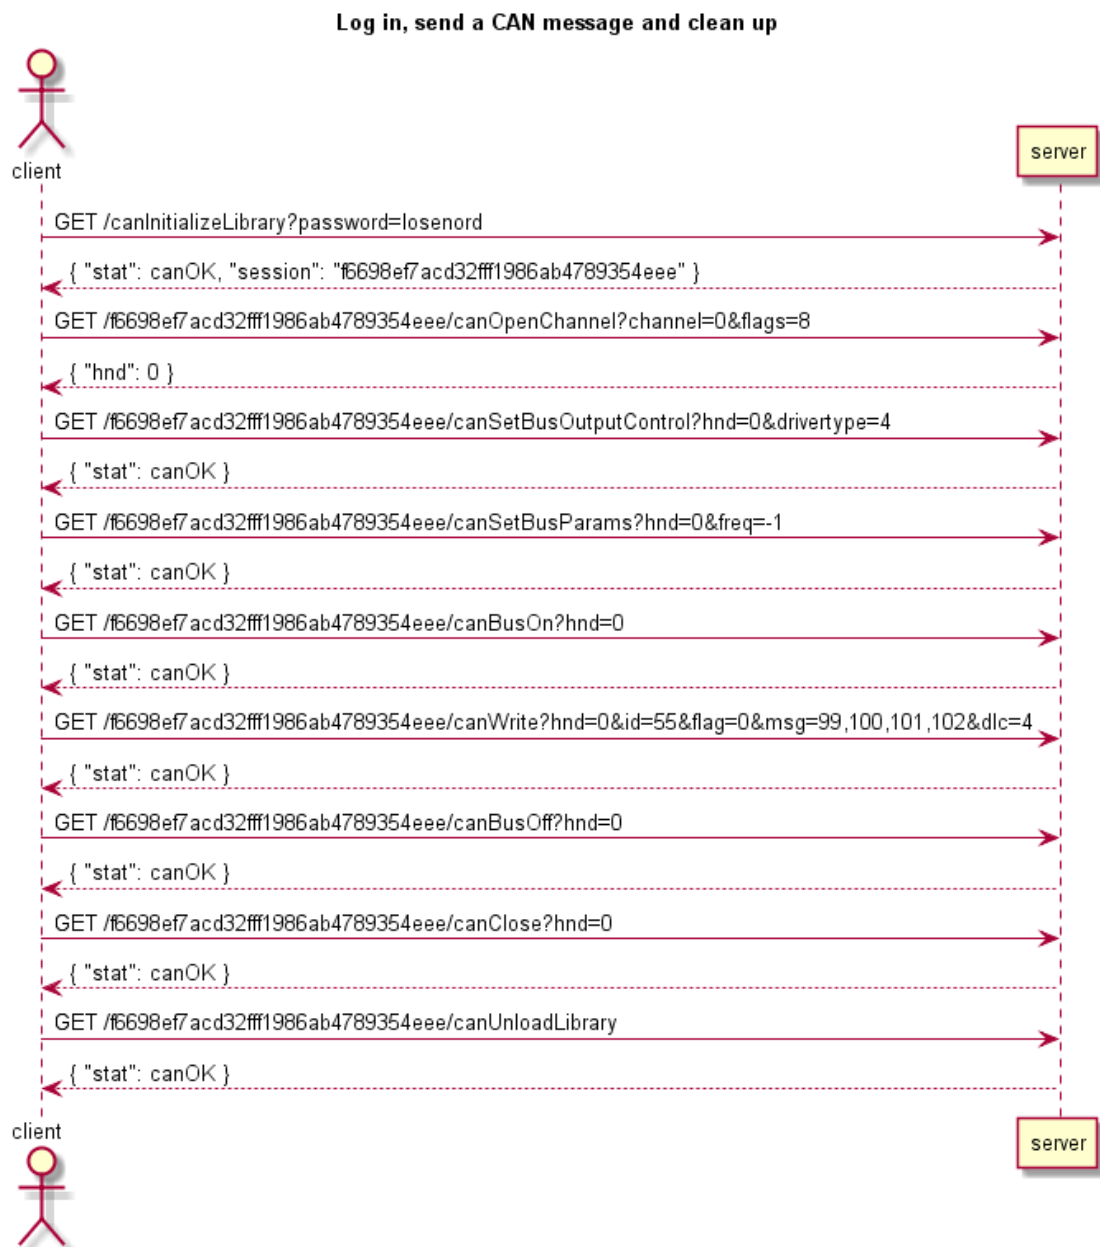 Log in, send a CAN message and clean up
client
server
GET /canInitializeLibrary?password=losenord
{ "stat": canOK, "session": "f6698ef7acd32fff1986ab4789354eee" }
GET /f6698ef7acd32fff1986ab4789354eee/canOpenChannel?channel=0&flags=8
{ "hnd": 0 }
GET /f6698ef7acd32fff1986ab4789354eee/canSetBusOutputControl?hnd=0&drivertype=4
{ "stat": canOK }
GET /f6698ef7acd32fff1986ab4789354eee/canSetBusParams?hnd=0&freq=-1
{ "stat": canOK }
GET /f6698ef7acd32fff1986ab4789354eee/canBusOn?hnd=0
{ "stat": canOK }
GET /f6698ef7acd32fff1986ab4789354eee/canWrite?hnd=0&id=55&flag=0&msg=99,100,101,102&dlc=4
{ "stat": canOK }
GET /f6698ef7acd32fff1986ab4789354eee/canBusOff?hnd=0
{ "stat": canOK }
GET /f6698ef7acd32fff1986ab4789354eee/canClose?hnd=0
{ "stat": canOK }
GET /f6698ef7acd32fff1986ab4789354eee/canUnloadLibrary
{ "stat": canOK }
client
server